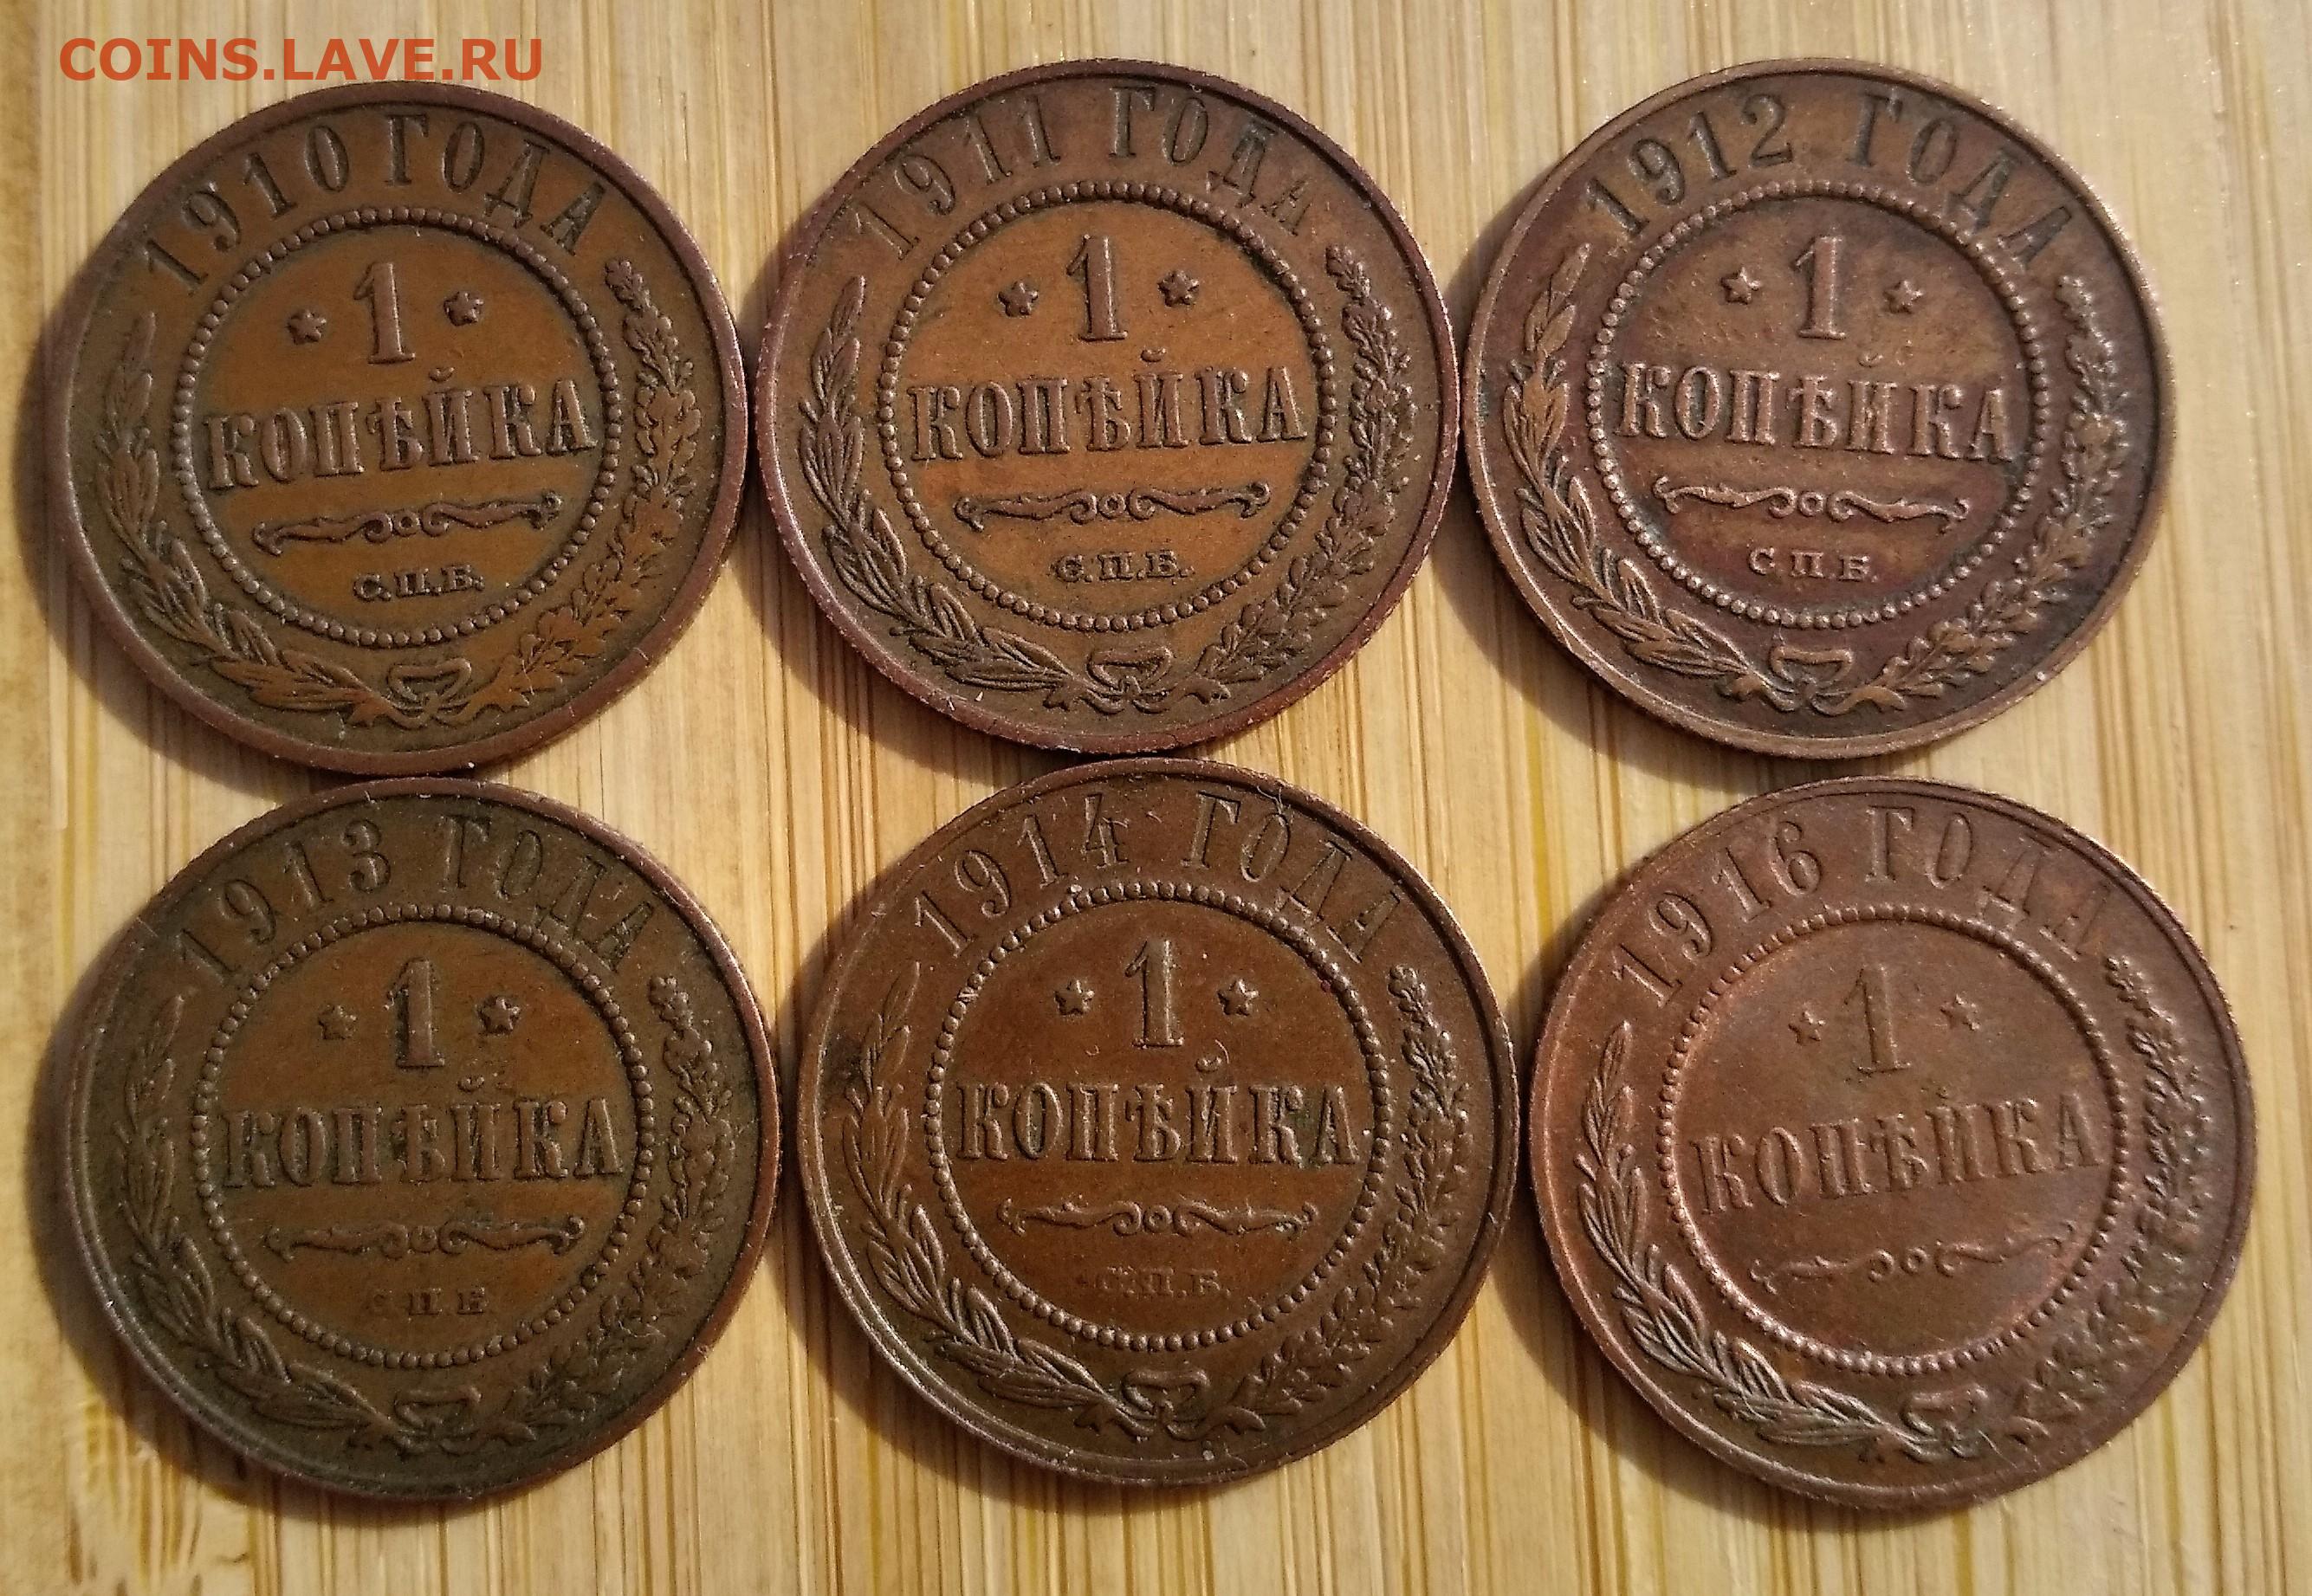 COINS.LAVE.RU
1910 ГОДА
1
КОПѢЙКА
С.П.Б.
1911 ГОДА
1
КОПѢЙКА
С.П.Б.
1912 ГОДА
1
КОПѢЙКА
С.П.Б.
1913 ГОДА
1
КОПѢЙКА
С.П.Б.
1914 ГОДА
1
КОПѢЙКА
С.П.Б.
1916 ГОДА
1
КОПѢЙКА